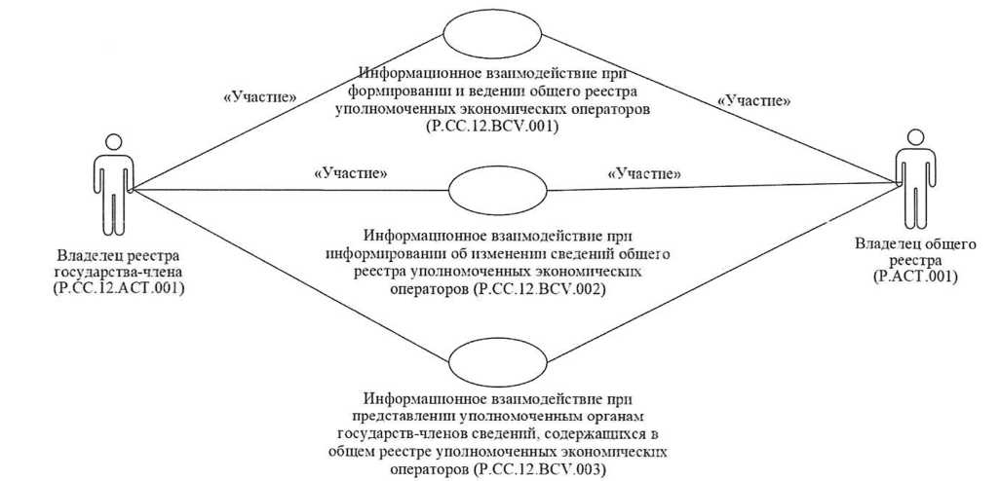 Информационное взаимодействие при
формировании и ведении общего реестра
уполномоченных экономических операторов
(P.CC.12.BCV.001)
«Участие»
«Участие»
«Участие»
«Участие»
Владелец реестра
государства-члена
(P.CC.12.ACT.001)
Информационное взаимодействие при
информировании об изменении сведений общего
реестра уполномоченных экономических
операторов (P.CC.12.BCV.002)
Владелец общего
реестра
(P.ACT.001)
Информационное взаимодействие при
представлении уполномоченным органам
государств-членов сведений, содержащихся в
общем реестре уполномоченных экономических
операторов (P.CC.12.BCV.003)